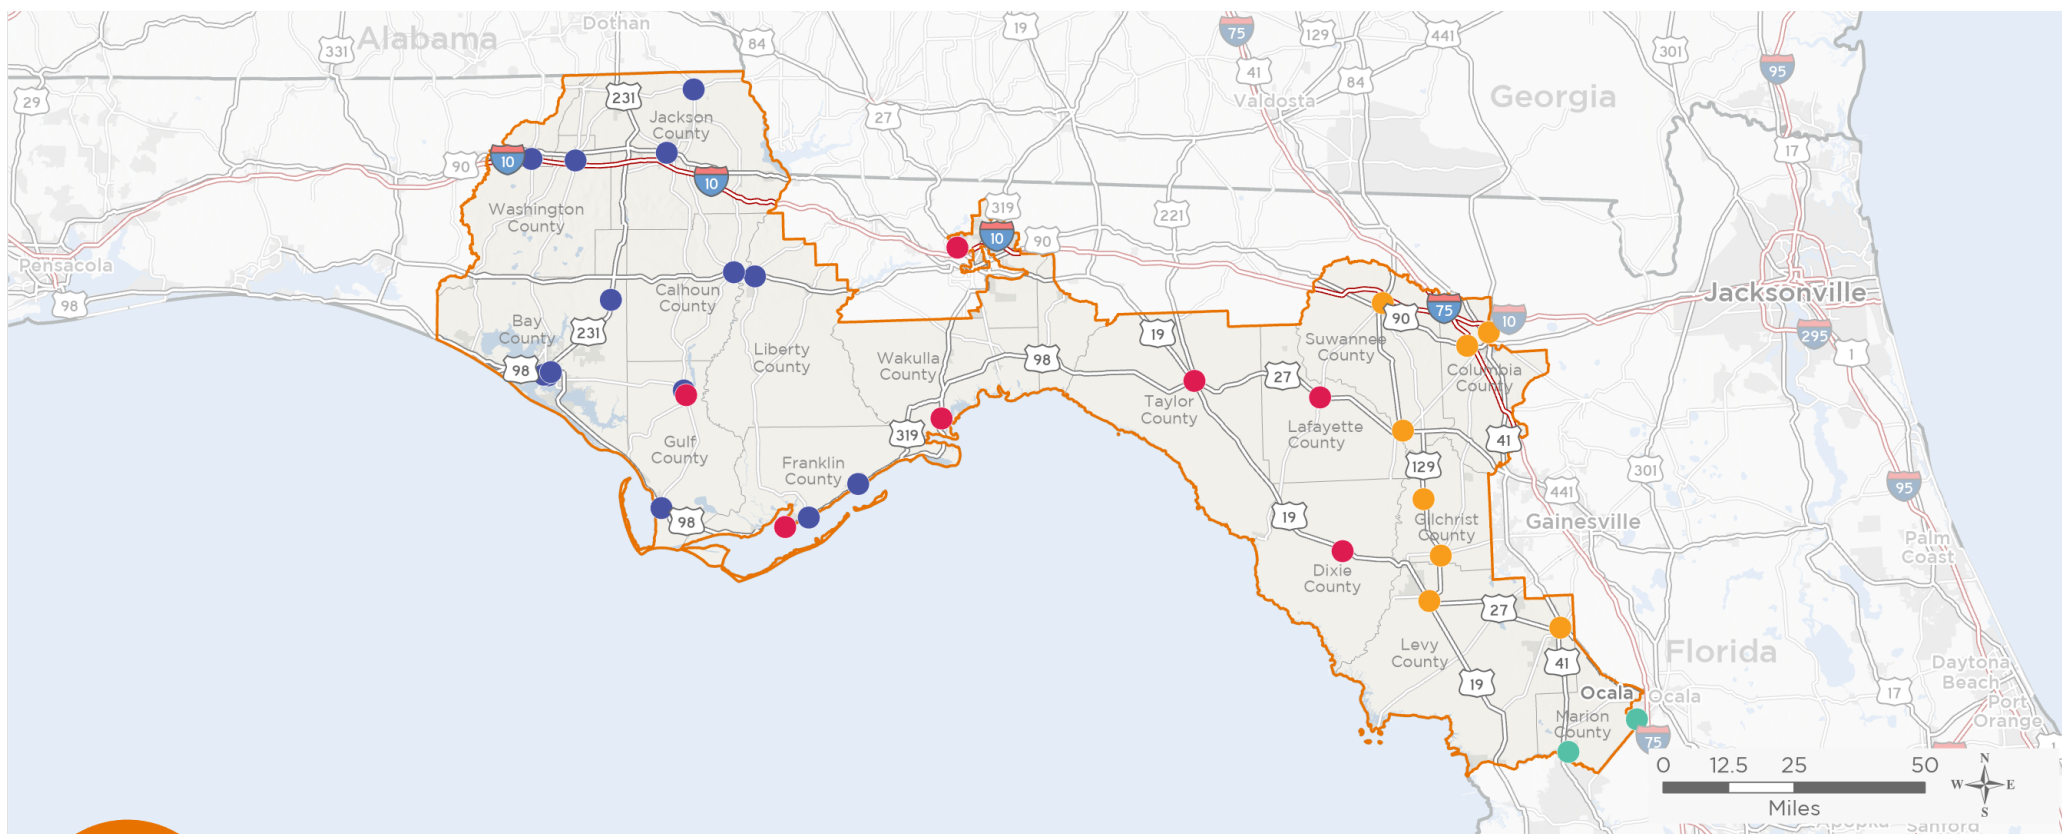 Alabama
Dothan
Georgia
Valdosta
Jacksonville
Pensacola
Gainesville
Palm
Coast
Florida
Daytona
Beach
Port
Orange
Ocala
Ocala
Sanford
Jackson
County
Washington
County
Calhoun
County
Bay
County
Liberty
County
Gulf
County
Franklin
County
Wakulla
County
Taylor
County
Lafayette
County
Suwannee
County
Columbia
County
Gilchrist
County
Dixie
County
Levy
County
Marion
County
331
84
19
75
129
441
301
95
29
231
27
41
84
90
10
10
17
319
10
90
221
98
231
98
19
98
27
90
75
10
295
1
319
41
129
301
441
95
98
19
27
41
19
17
75
0 12.5 25 50
Miles
N
W E
S